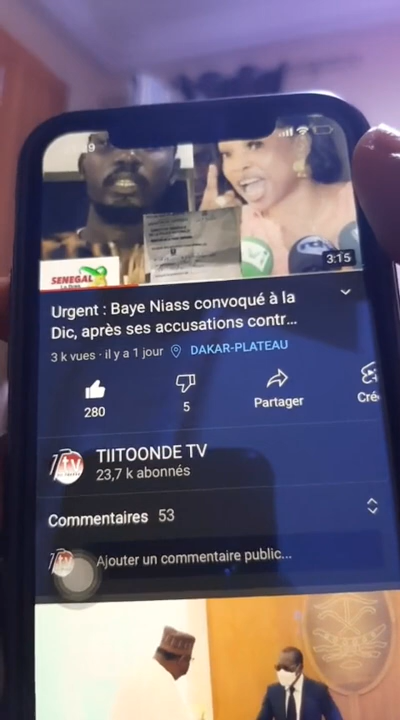 3:15
SENEGAL
Urgent : Baye Niass convoqué à la
Dic, après ses accusations contr...
3 k vues · il y a 1 jour DAKAR-PLATEAU
280
5
Partager
Cré
TIITOONDE TV
23,7 k abonnés
Commentaires 53
Ajouter un commentaire public...